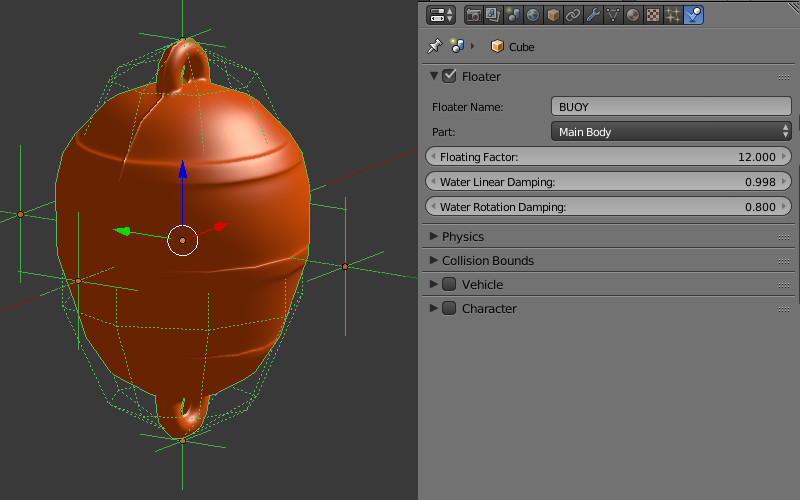 Cube
Floater
Floater Name: BUOY
Part: Main Body
Floating Factor: 12.000
Water Linear Damping: 0.998
Water Rotation Damping: 0.800
Physics
Collision Bounds
Vehicle
Character